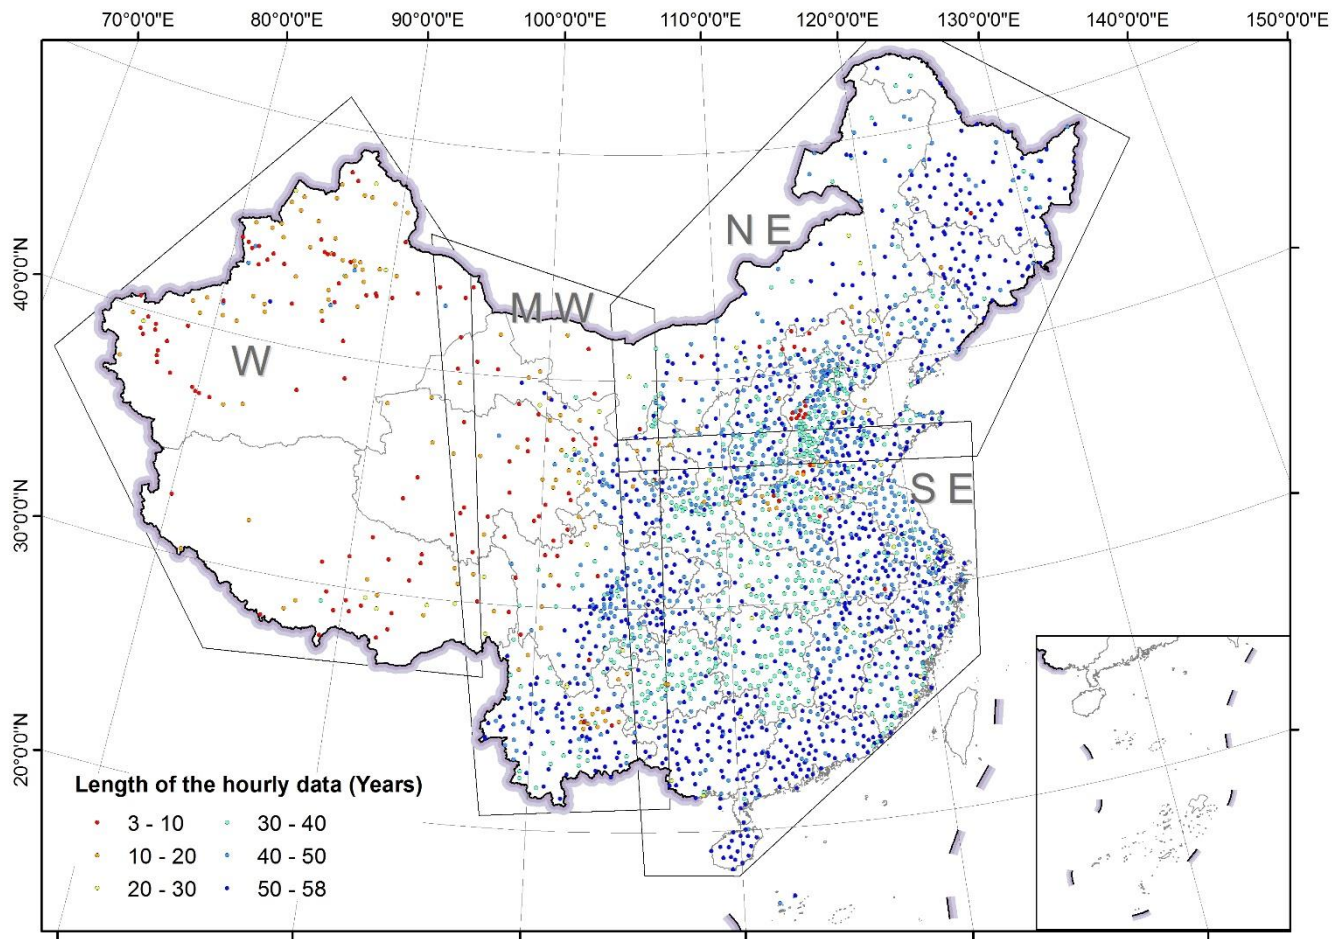 70°0'0"E 80°0'0"E 90°0'0"E 100°0'0"E 110°0'0"E 120°0'0"E 130°0'0"E 140°0'0"E 150°0'0"E
N E
40°0'0"N
M W
W
S E
30°0'0"N
20°0'0"N
Length of the hourly data (Years)
3 - 10 30 - 40
10 - 20 40 - 50
20 - 30 50 - 58